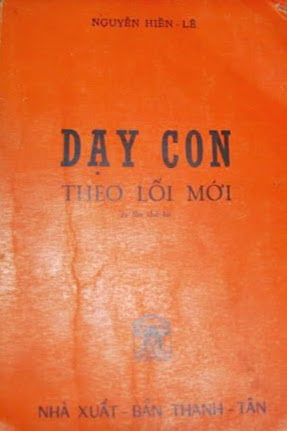 NGUYỄN HIẾN-LÊ
DẠY CON
THEO LỐI MỚI
NHÀ XUẤT-BẢN THANH-TÂN